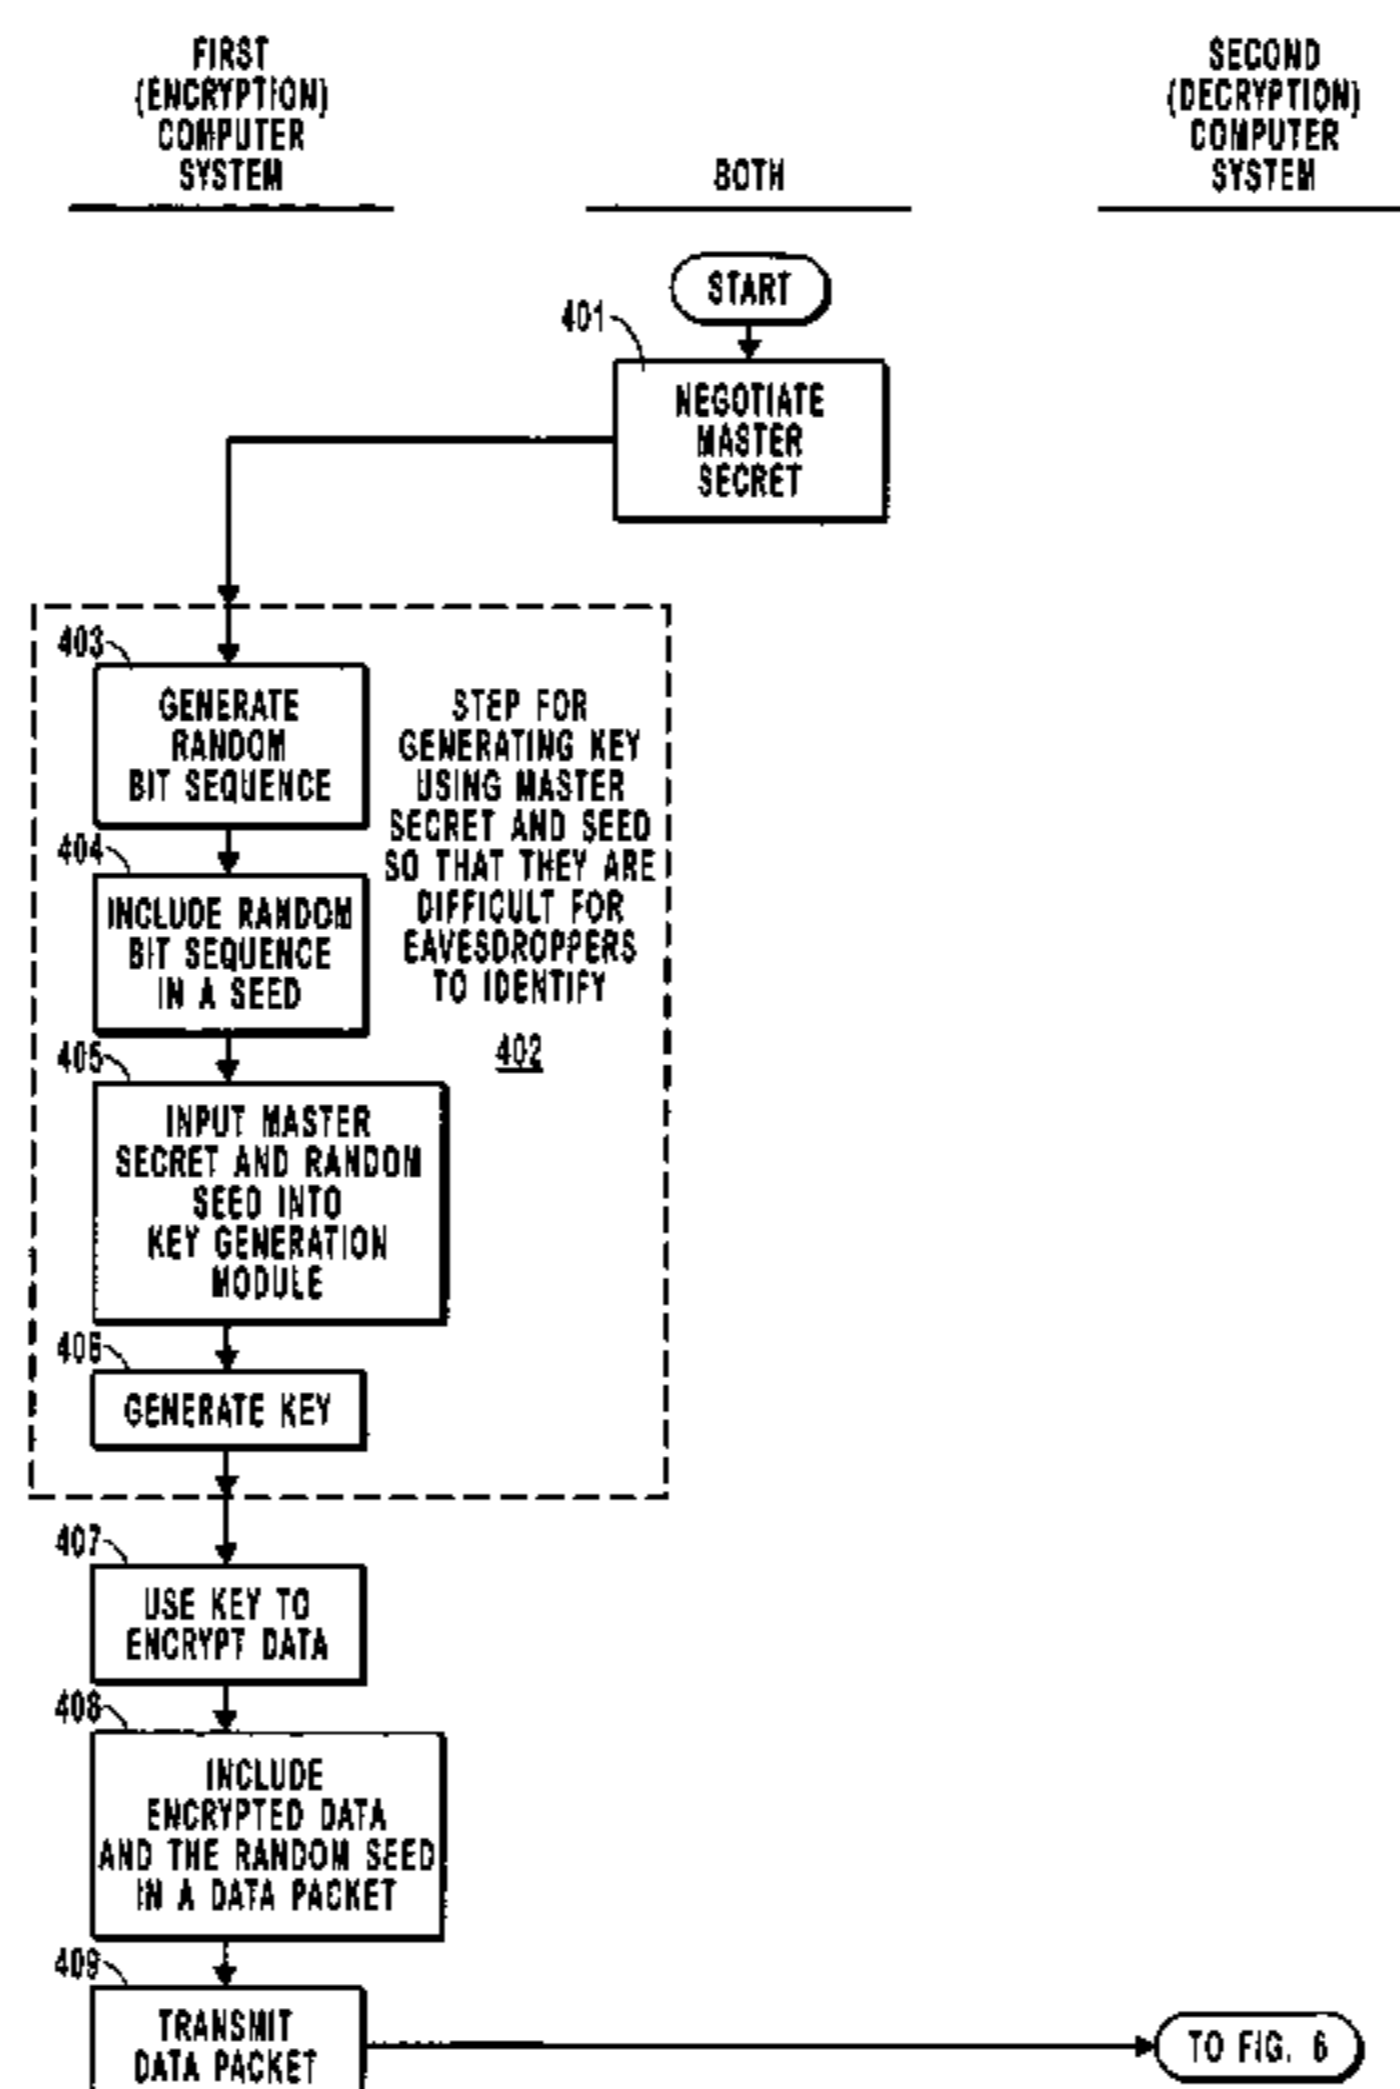 FIRST
(ENCRYPTION)
COMPUTER
SYSTEM
BOTH
SECOND
(DECRYPTION)
COMPUTER
SYSTEM
START
401
NEGOTIATE
MASTER
SECRET
403
GENERATE
RANDOM
BIT SEQUENCE
STEP FOR
GENERATING KEY
USING MASTER
SECRET AND SEED
SO THAT THEY ARE
DIFFICULT FOR
EAVESDROPPERS
TO IDENTIFY
402
404
INCLUDE RANDOM
BIT SEQUENCE
IN A SEED
405
INPUT MASTER
SECRET AND RANDOM
SEED INTO
KEY GENERATION
MODULE
406
GENERATE KEY
407
USE KEY TO
ENCRYPT DATA
408
INCLUDE
ENCRYPTED DATA
AND THE RANDOM SEED
IN A DATA PACKET
409
TRANSMIT
DATA PACKET
TO FIG. 6